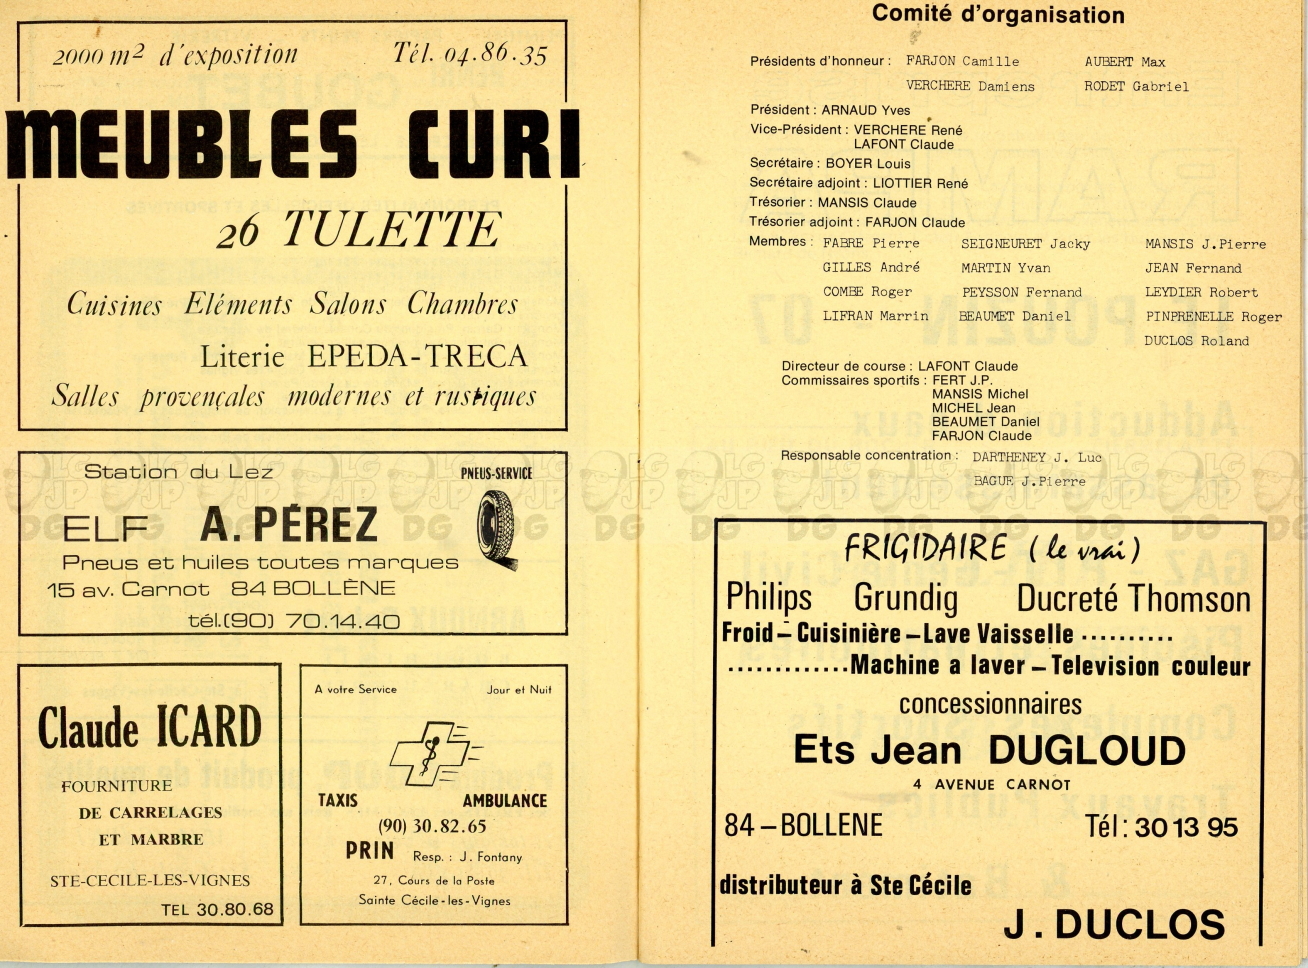 2000 m2 d'exposition Tél. 04.86.35
MEUBLES CURI
26 TULETTE
Cuisines Eléments Salons Chambres
Literie EPEDA-TRECA
Salles provençales modernes et rustiques
Station du Lez PNEUS-SERVICE
ELF A. PÉREZ
Pneus et huiles toutes marques
15 av. Carnot 84 BOLLÈNE
tél.(90) 70.14.40
Claude ICARD
FOURNITURE
DE CARRELAGES
ET MARBRE
STE-CECILE-LES-VIGNES
TEL 30.80.68
A votre Service Jour et Nuit
TAXIS AMBULANCE
(90) 30.82.65
PRIN Resp. : J. Fontany
27, Cours de la Poste
Sainte Cécile-les-Vignes
Comité d'organisation
Présidents d'honneur : FARJON Camille AUBERT Max
VERCHERE Damiens RODET Gabriel
Président : ARNAUD Yves
Vice-Président : VERCHERE René
LAFONT Claude
Secrétaire : BOYER Louis
Secrétaire adjoint : LIOTTIER René
Trésorier : MANSIS Claude
Trésorier adjoint : FARJON Claude
Membres : FABRE Pierre SEIGNEURET Jacky MANSIS J.Pierre
GILLES André MARTIN Yvan JEAN Fernand
COMBE Roger PEYSSON Fernand LEYDIER Robert
LIFRAN Marrin BEAUMET Daniel PINPRENELLE Roger
DUCLOS Roland
Directeur de course : LAFONT Claude
Commissaires sportifs : FERT J.P.
MANSIS Michel
MICHEL Jean
BEAUMET Daniel
FARJON Claude
Responsable concentration : DARTHENEY J. Luc
BAGUE J.Pierre
FRIGIDAIRE (le vrai)
Philips Grundig Ducreté Thomson
Froid – Cuisinière – Lave Vaisselle ..........
.............Machine a laver – Television couleur
concessionnaires
Ets Jean DUGLOUD
4 AVENUE CARNOT
84 – BOLLENE Tél : 30 13 95
distributeur à Ste Cécile
J. DUCLOS